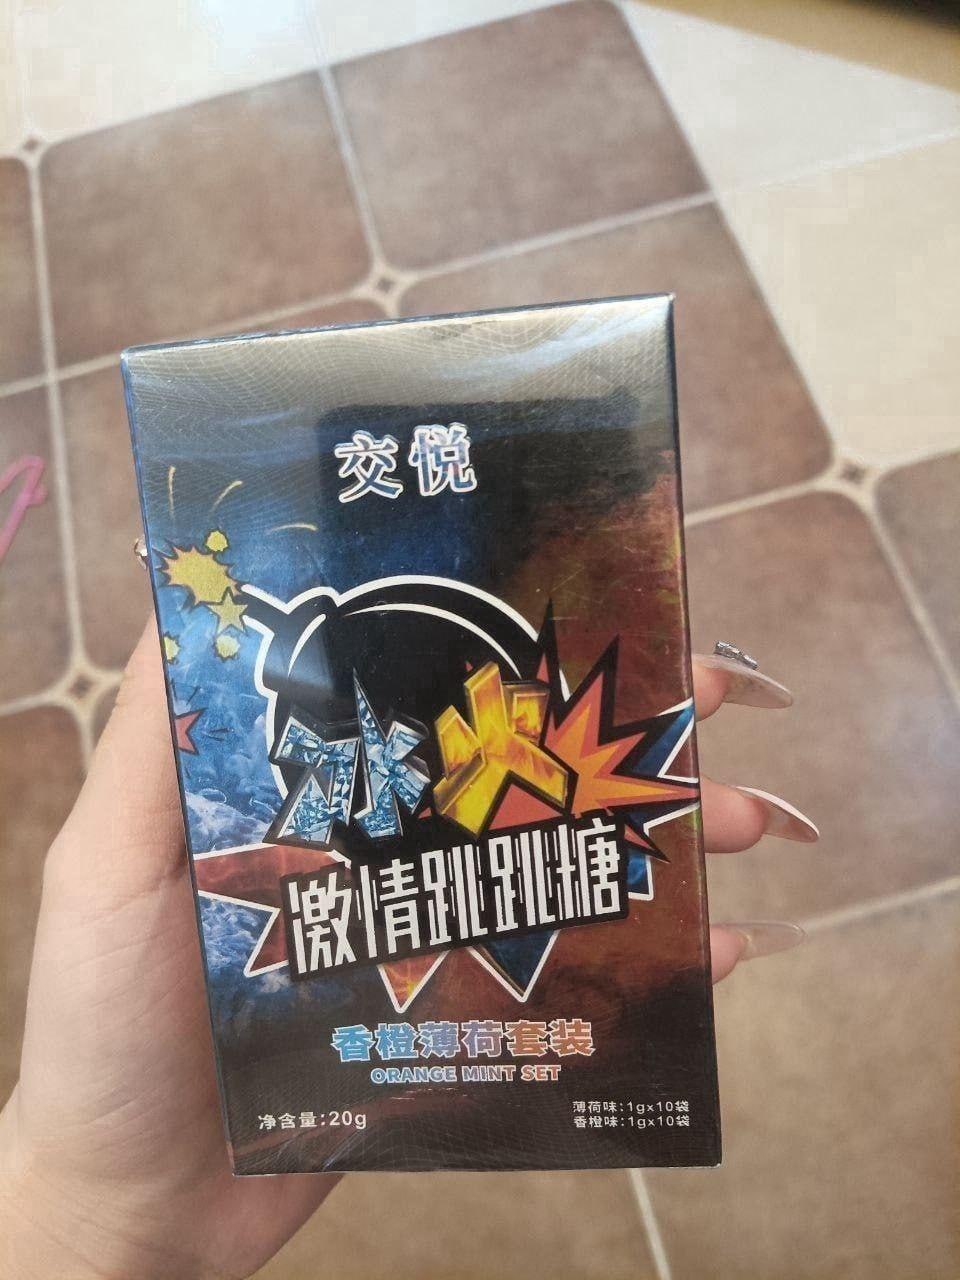 交悦
冰火
激情跳跳糖
香橙薄荷套装
ORANGE MINT SET
净含量:20g
薄荷味:1gx10袋
香橙味:1gx10袋